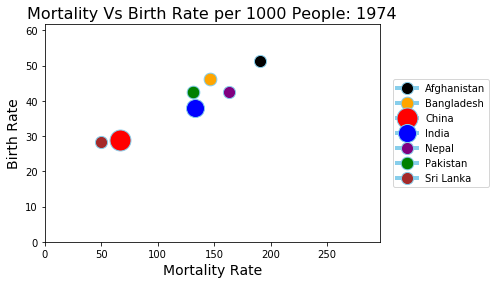 Mortality Vs Birth Rate per 1000 People: 1974
60
50
40
30
20
10
0
Birth Rate
0 50 100 150 200 250
Mortality Rate
Afghanistan
Bangladesh
China
India
Nepal
Pakistan
Sri Lanka